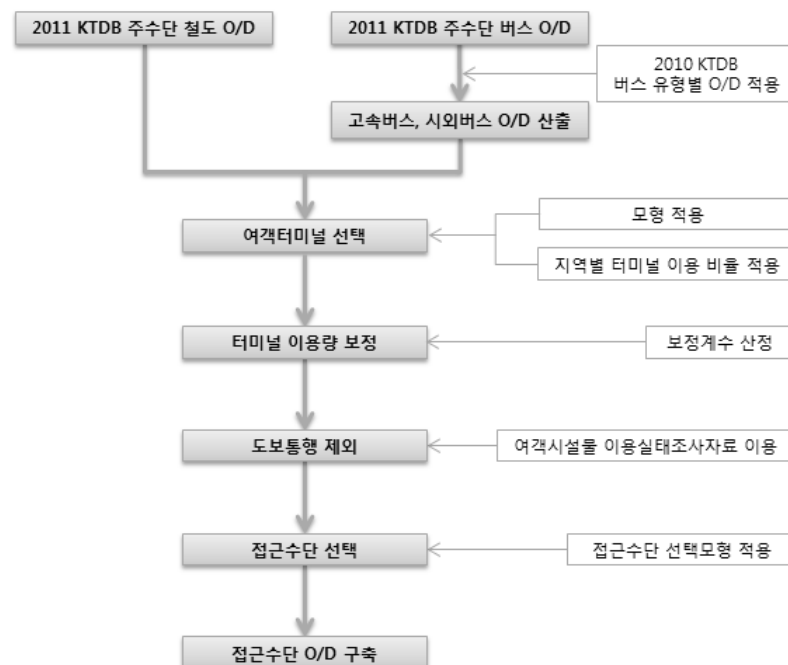 2011 KTDB 주수단 철도 O/D
2011 KTDB 주수단 버스 O/D
2010 KTDB
버스 유형별 O/D 적용
고속버스, 시외버스 O/D 산출
모형 적용
여객터미널 선택
지역별 터미널 이용 비율 적용
터미널 이용량 보정
보정계수 산정
도보통행 제외
여객시설물 이용실태조사자료 이용
접근수단 선택
접근수단 선택모형 적용
접근수단 O/D 구축